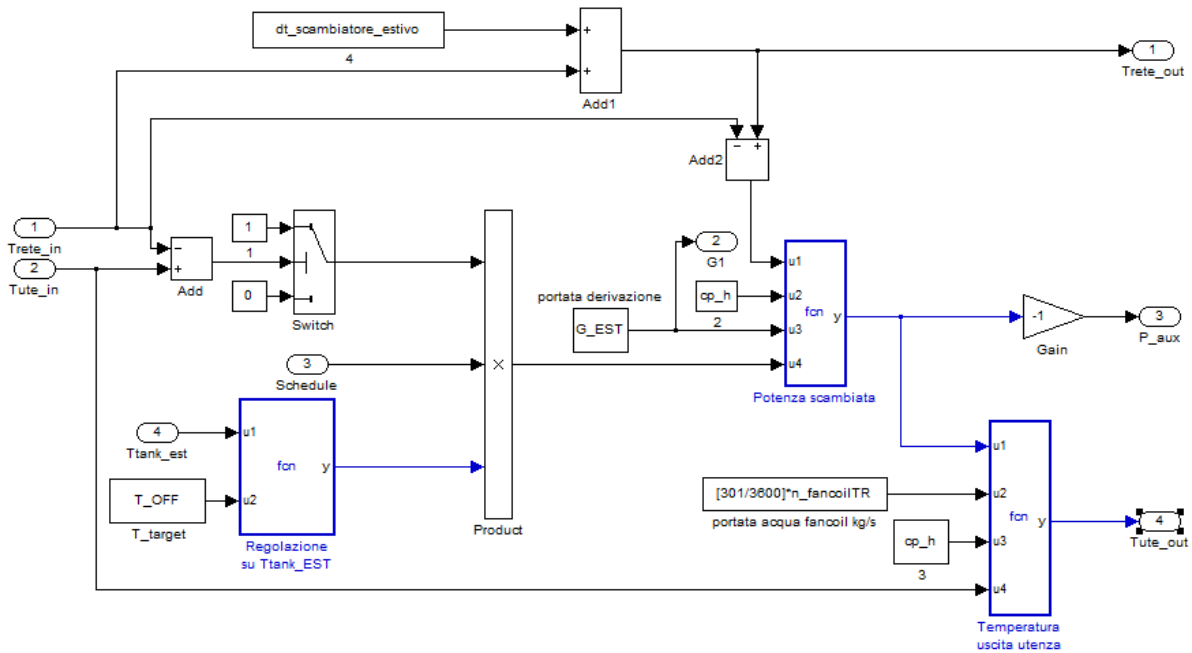 dt_scambiatore_estivo
4
+
+
Add1
1
Trete_out
Add2
−
+
1
Trete_in
2
Tute_in
−
+
Add
1
1
0
Switch
2
G1
portata derivazione
G_EST
cp_h
2
u1
u2
u3
u4
fcn
y
Potenza scambiata
-1
Gain
3
P_aux
3
Schedule
×
Product
4
Ttank_est
T_OFF
T_target
u1
u2
fcn
y
Regolazione
su Ttank_EST
[301/3600]*n_fancoilTR
portata acqua fancoil kg/s
cp_h
3
u1
u2
u3
u4
fcn
y
Temperatura
uscita utenza
4
Tute_out